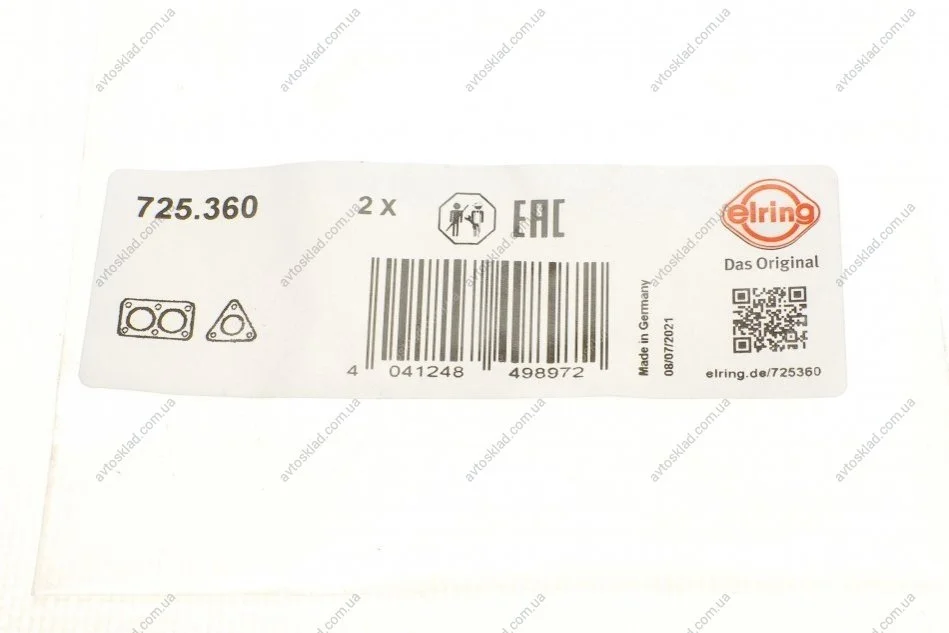 725.360
2 x
EAC
elring
Das Original
4 041248 498972
Made in Germany
08/07/2021
elring.de/725360
avtosklad.com.ua